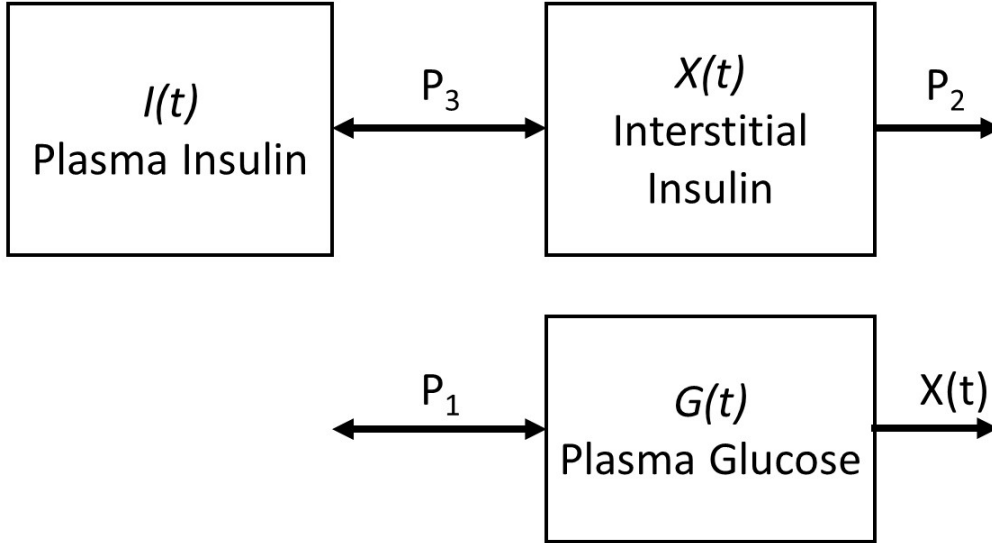 I(t)
Plasma Insulin
P₃
X(t)
Interstitial
Insulin
P₂
P₁
G(t)
Plasma Glucose
X(t)